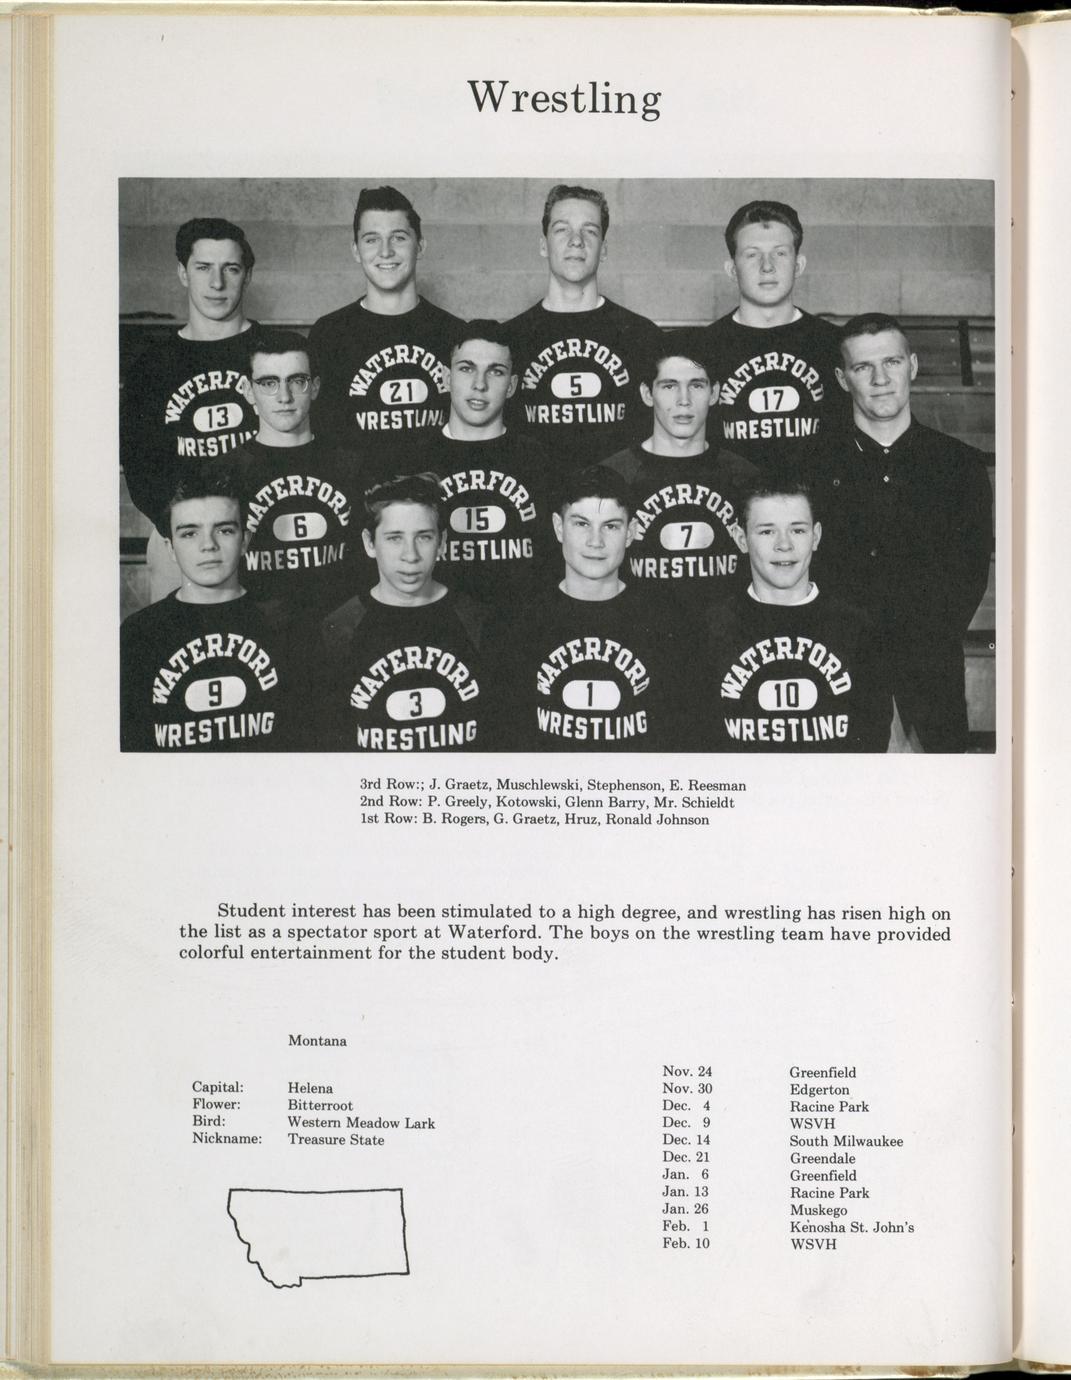 Wrestling
WATERFO
13
WRESTLIN
WATERFORD
21
WRESTLING
WATERFORD
5
WRESTLING
WATERFORD
17
WRESTLING
WATERFORD
6
WRESTLIN
TERFORD
15
RESTLING
WATERFORD
7
WRESTLING
WATERFORD
9
WRESTLING
WATERFORD
3
WRESTLING
WATERFORD
1
WRESTLING
WATERFORD
10
WRESTLING
3rd Row:; J. Graetz, Muschlewski, Stephenson, E. Reesman
2nd Row: P. Greely, Kotowski, Glenn Barry, Mr. Schieldt
1st Row: B. Rogers, G. Graetz, Hruz, Ronald Johnson
Student interest has been stimulated to a high degree, and wrestling has risen high on
the list as a spectator sport at Waterford. The boys on the wrestling team have provided
colorful entertainment for the student body.
Montana
Capital: Helena
Flower: Bitterroot
Bird: Western Meadow Lark
Nickname: Treasure State
Nov. 24 Greenfield
Nov. 30 Edgerton
Dec. 4 Racine Park
Dec. 9 WSVH
Dec. 14 South Milwaukee
Dec. 21 Greendale
Jan. 6 Greenfield
Jan. 13 Racine Park
Jan. 26 Muskego
Feb. 1 Kenosha St. John's
Feb. 10 WSVH